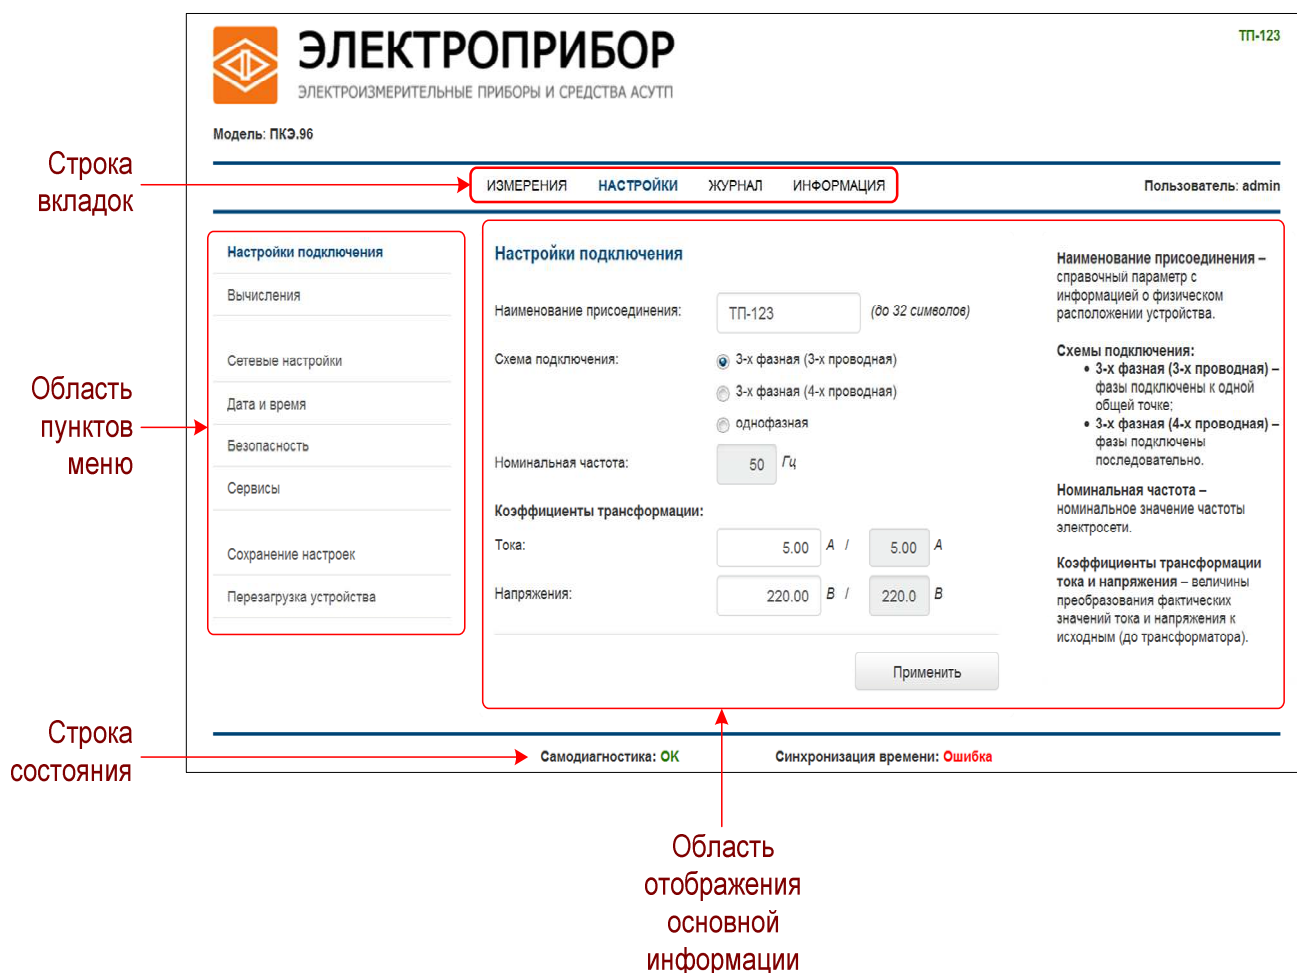 ЭЛЕКТРОПРИБОР
ЭЛЕКТРОИЗМЕРИТЕЛЬНЫЕ ПРИБОРЫ И СРЕДСТВА АСУТП
ТП-123
Модель: ПКЭ.96
Строка
вкладок
ИЗМЕРЕНИЯ НАСТРОЙКИ ЖУРНАЛ ИНФОРМАЦИЯ
Пользователь: admin
Область
пунктов
меню
Настройки подключения
Вычисления
Сетевые настройки
Дата и время
Безопасность
Сервисы
Сохранение настроек
Перезагрузка устройства
Настройки подключения
Наименование присоединения: ТП-123 (до 32 символов)
Схема подключения: 3-х фазная (3-х проводная)
3-х фазная (4-х проводная)
однофазная
Номинальная частота: 50 Гц
Коэффициенты трансформации:
Тока: 5.00 А / 5.00 А
Напряжения: 220.00 В / 220.0 В
Применить
Наименование присоединения –
справочный параметр с
информацией о физическом
расположении устройства.
Схемы подключения:
• 3-х фазная (3-х проводная) –
фазы подключены к одной
общей точке;
• 3-х фазная (4-х проводная) –
фазы подключены
последовательно.
Номинальная частота –
номинальное значение частоты
электросети.
Коэффициенты трансформации
тока и напряжения – величины
преобразования фактических
значений тока и напряжения к
исходным (до трансформатора).
Строка
состояния
Самодиагностика: ОК
Синхронизация времени: Ошибка
Область
отображения
основной
информации